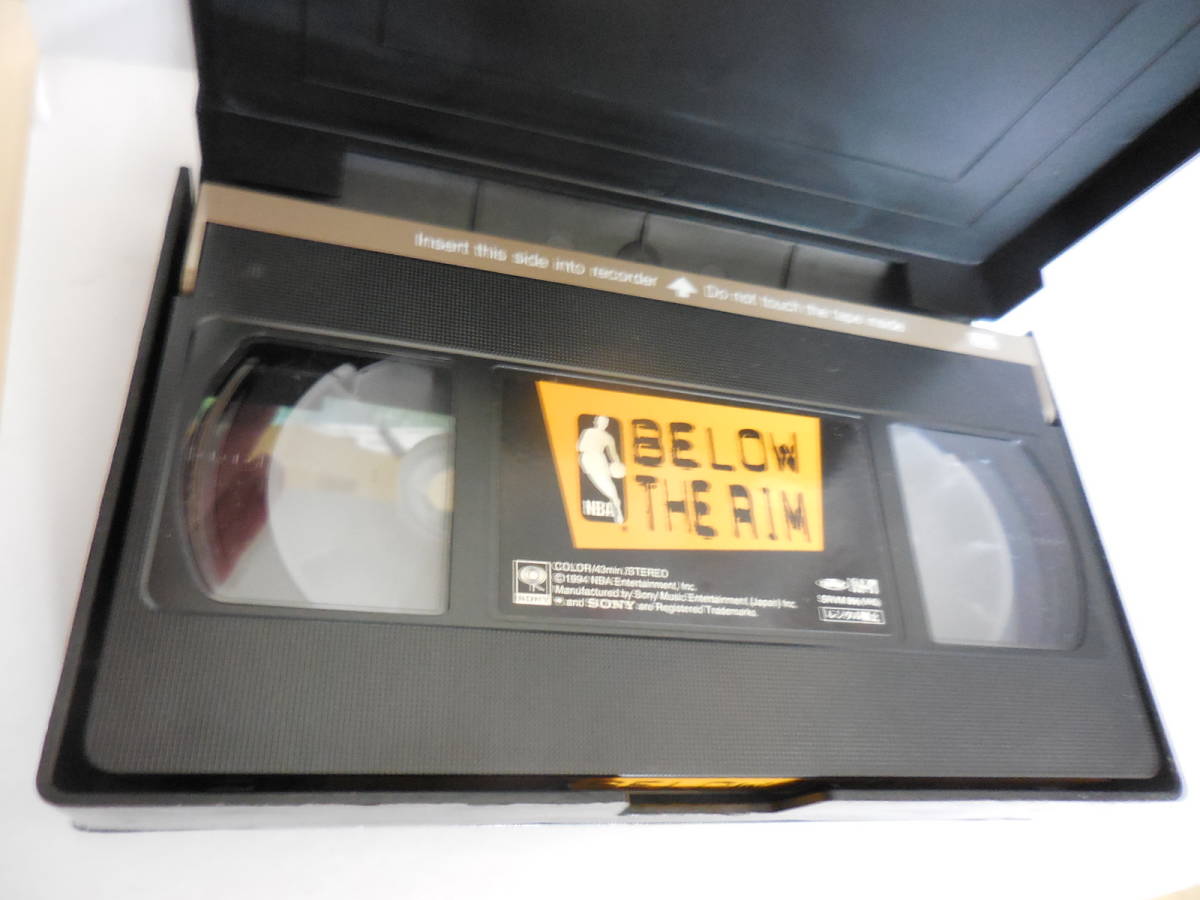 Insert this side into recorder Do not touch the tape inside
BELOW
THE RIM
NBA
COLOR/43min./STEREO
©1994 NBA Entertainment, Inc.
Manufactured by Sony Music Entertainment (Japan) Inc.
and SONY are Registered Trademarks.
SONY
レンタル禁止